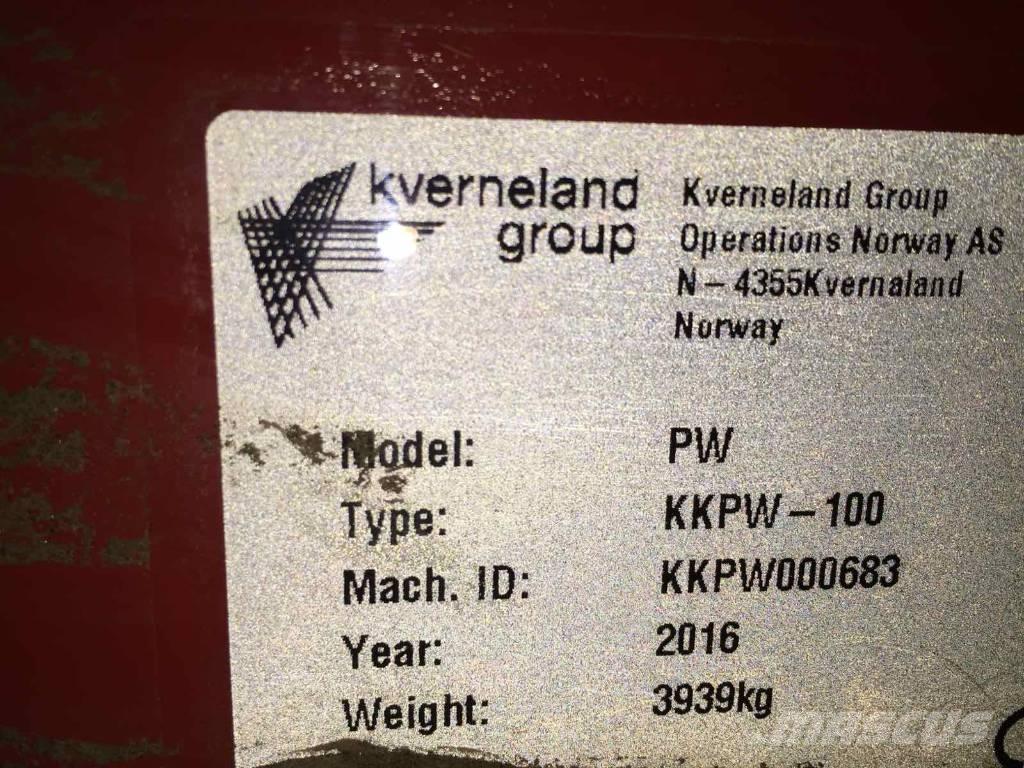 kverneland
group
Kverneland Group
Operations Norway AS
N-4355Kvernaland
Norway
Model: PW
Type: KKPW-100
Mach. ID: KKPW000683
Year: 2016
Weight: 3939kg
MASCUS